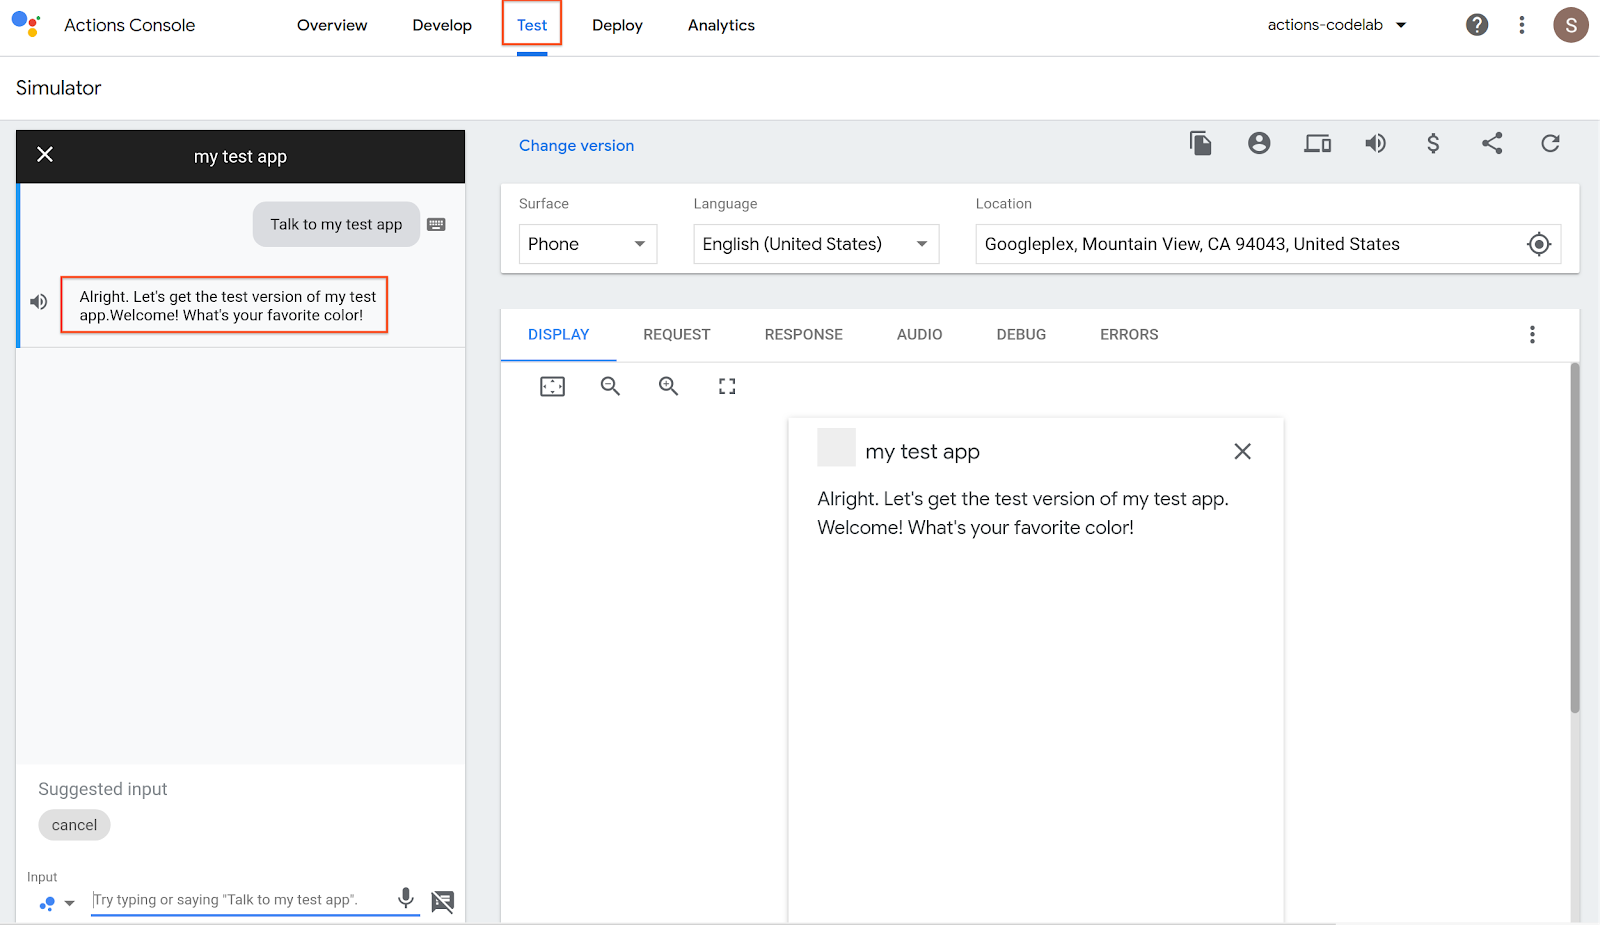 Actions Console
Overview
Develop
Test
Deploy
Analytics
actions-codelab
S
Simulator
my test app
Talk to my test app
Alright. Let's get the test version of my test
app.Welcome! What's your favorite color!
Suggested input
cancel
Input
Try typing or saying "Talk to my test app".
Change version
Surface
Language
Location
Phone
English (United States)
Googleplex, Mountain View, CA 94043, United States
DISPLAY
REQUEST
RESPONSE
AUDIO
DEBUG
ERRORS
my test app
Alright. Let's get the test version of my test app.
Welcome! What's your favorite color!